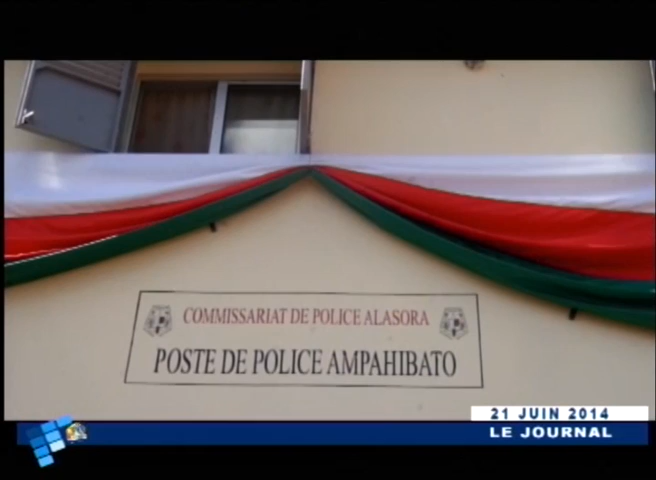 COMMISSARIAT DE POLICE ALASORA
POSTE DE POLICE AMPAHIBATO
21 JUIN 2014
LE JOURNAL